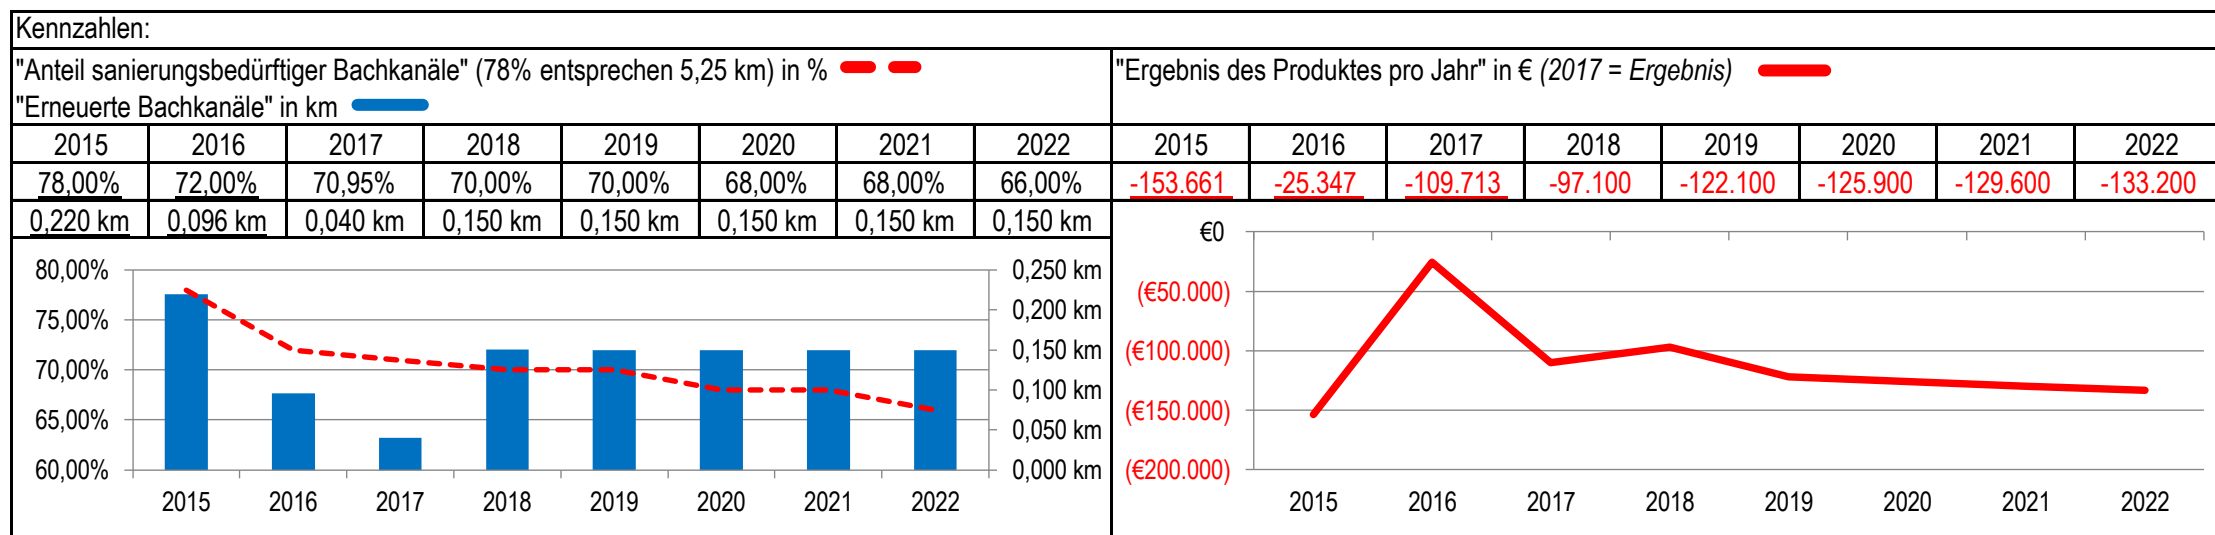 Kennzahlen:
"Anteil sanierungsbedürftiger Bachkanäle" (78% entsprechen 5,25 km) in %
"Erneuerte Bachkanäle" in km
2015 2016 2017 2018 2019 2020 2021 2022
78,00% 72,00% 70,95% 70,00% 70,00% 68,00% 68,00% 66,00%
0,220 km 0,096 km 0,040 km 0,150 km 0,150 km 0,150 km 0,150 km 0,150 km
80,00% 0,250 km
75,00% 0,200 km
70,00% 0,150 km
65,00% 0,100 km
60,00% 0,050 km
0,000 km
2015 2016 2017 2018 2019 2020 2021 2022
"Ergebnis des Produktes pro Jahr" in € (2017 = Ergebnis)
2015 2016 2017 2018 2019 2020 2021 2022
-153.661 -25.347 -109.713 -97.100 -122.100 -125.900 -129.600 -133.200
€0
(€50.000)
(€100.000)
(€150.000)
(€200.000)
2015 2016 2017 2018 2019 2020 2021 2022